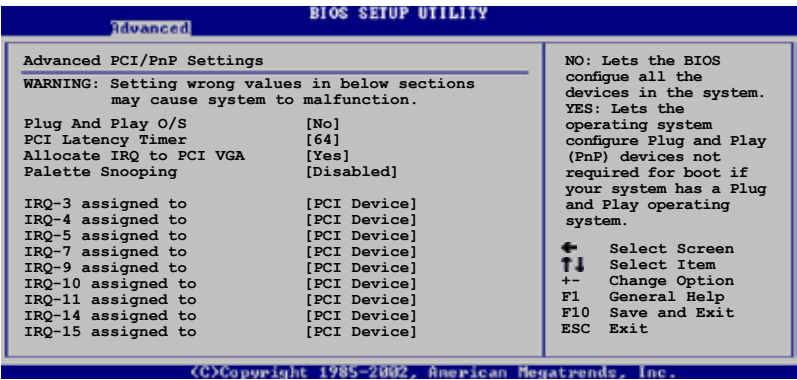 BIOS SETUP UTILITY
Advanced
Advanced PCI/PnP Settings
WARNING: Setting wrong values in below sections
may cause system to malfunction.
Plug And Play O/S [No]
PCI Latency Timer [64]
Allocate IRQ to PCI VGA [Yes]
Palette Snooping [Disabled]
IRQ-3 assigned to [PCI Device]
IRQ-4 assigned to [PCI Device]
IRQ-5 assigned to [PCI Device]
IRQ-7 assigned to [PCI Device]
IRQ-9 assigned to [PCI Device]
IRQ-10 assigned to [PCI Device]
IRQ-11 assigned to [PCI Device]
IRQ-14 assigned to [PCI Device]
IRQ-15 assigned to [PCI Device]
NO: Lets the BIOS
configue all the
devices in the system.
YES: Lets the
operating system
configure Plug and Play
(PnP) devices not
required for boot if
your system has a Plug
and Play operating
system.
← Select Screen
↑↓ Select Item
+- Change Option
F1 General Help
F10 Save and Exit
ESC Exit
(C)Copyright 1985-2002, American Megatrends, Inc.